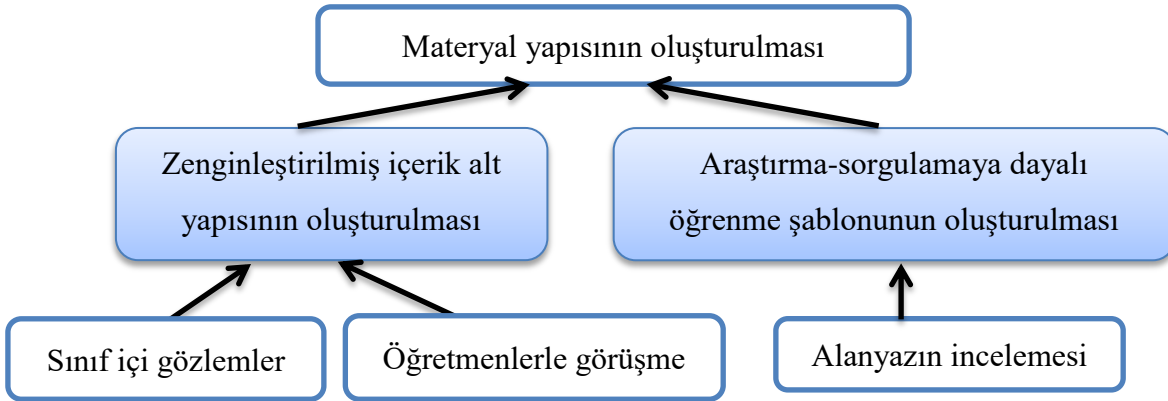 Materyal yapısının oluşturulması
Zenginleştirilmiş içerik alt
yapısının oluşturulması
Araştırma-sorgulamaya dayalı
öğrenme şablonunun oluşturulması
Sınıf içi gözlemler
Öğretmenlerle görüşme
Alanyazın incelemesi